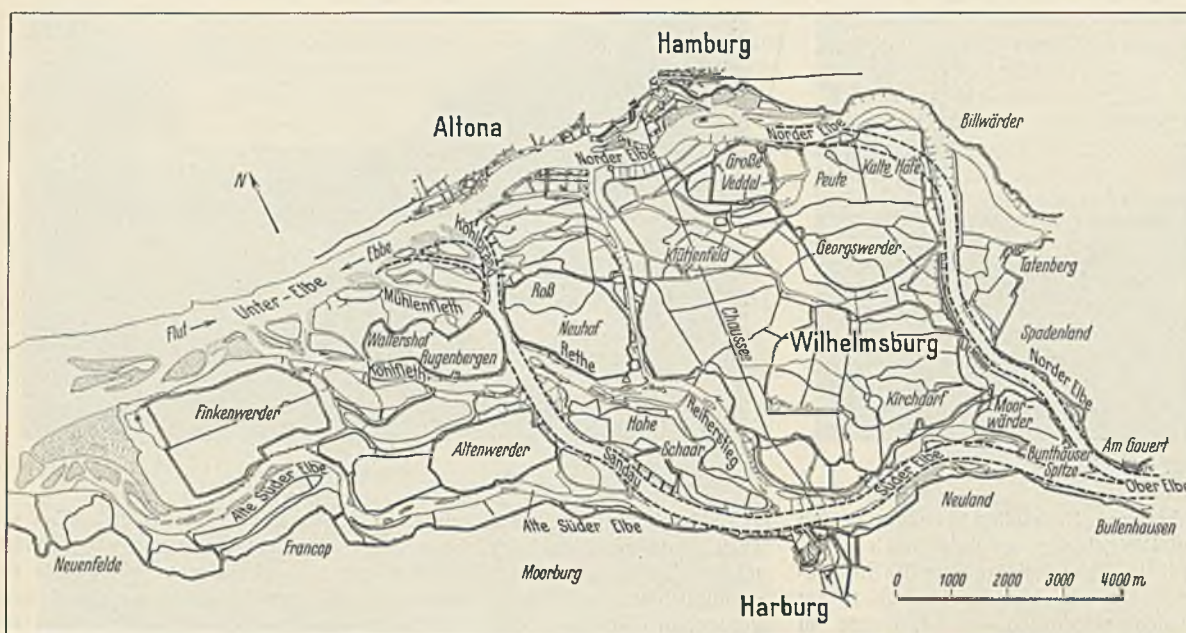 Hamburg
Altona
Billwärder
Norder Elbe
Norder Elbe
Große
Veddel
Peute
Kalte Hofe
N
Köhlbrand
Ebbe
Klütjenfeld
Georgswerder
Tatenberg
Unter-Elbe
Flut
Mühlenfleth
Roß
Neuhof
Chaussee
Waltershof
Rugenbergen
Köhlfleth
Rethe
Wilhelmsburg
Spadenland
Norder Elbe
Finkenwerder
Altenwerder
Hohe
Schaar
Reiherstieg
Kirchdorf
Moor-
wärder
Am Gauert
Bunthäuser
Spitze
Ober Elbe
Sandau
Süder Elbe
Neuland
Bullenhausen
Alte Süder Elbe
Alte Süder Elbe
Neuenfelde
Francop
Moorburg
Harburg
0 1000 2000 3000 4000 m